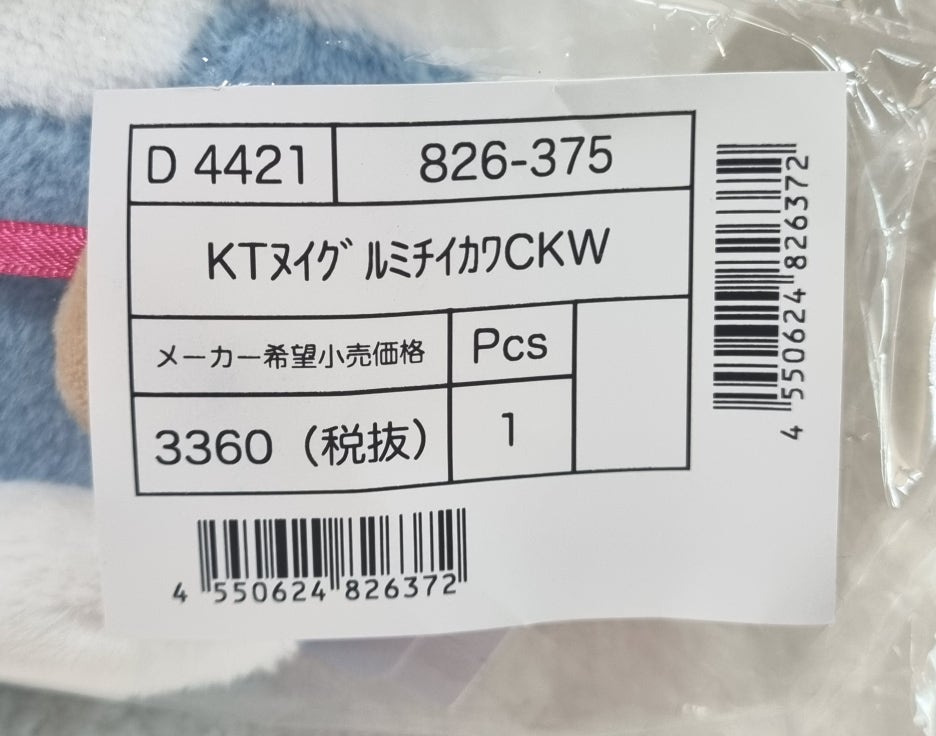 D 4421
826-375
KTヌイグルミチイカワCKW
メーカー希望小売価格
Pcs
3360（税抜）
1
4 550624 826372
4 550624 826372